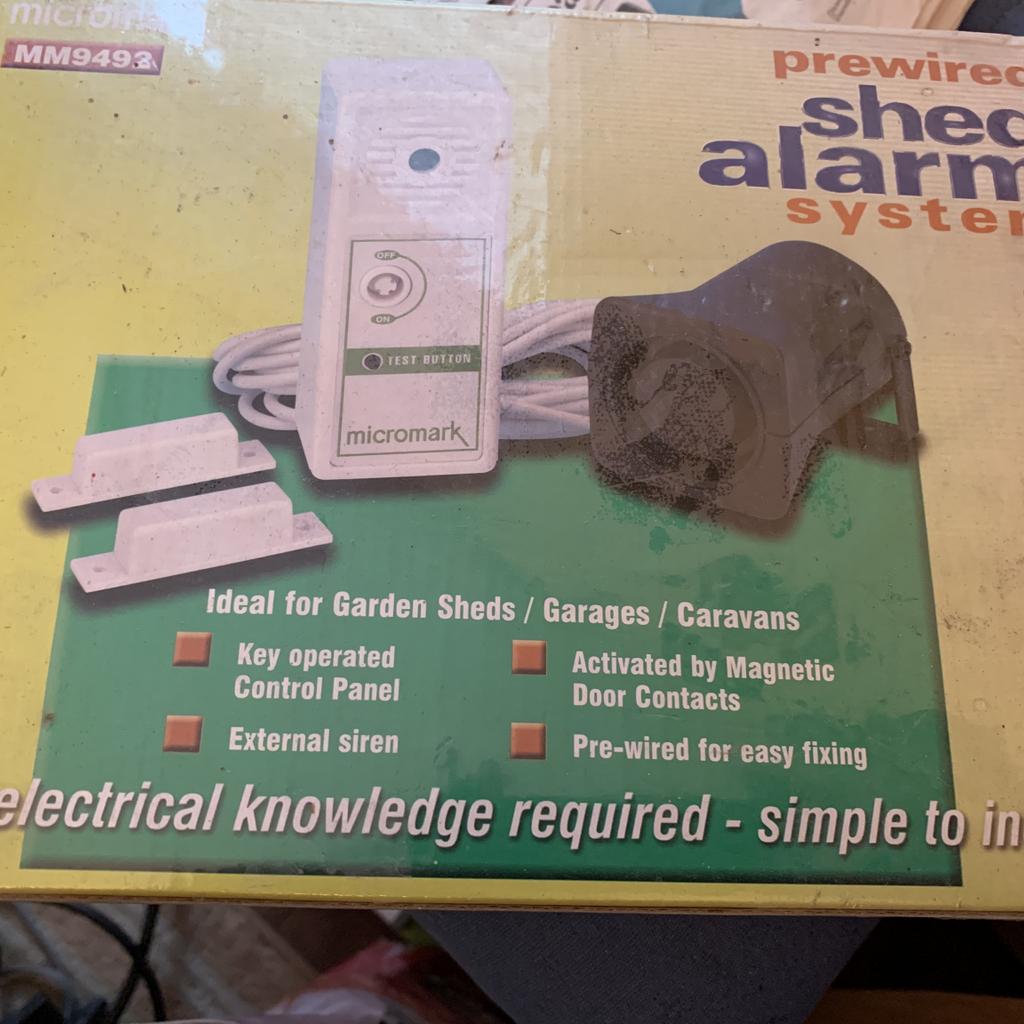 MM9493
prewired
shed
alarm
system
OFF
ON
TEST BUTTON
micromark
Ideal for Garden Sheds / Garages / Caravans
Key operated
Control Panel
External siren
Activated by Magnetic
Door Contacts
Pre-wired for easy fixing
electrical knowledge required - simple to in